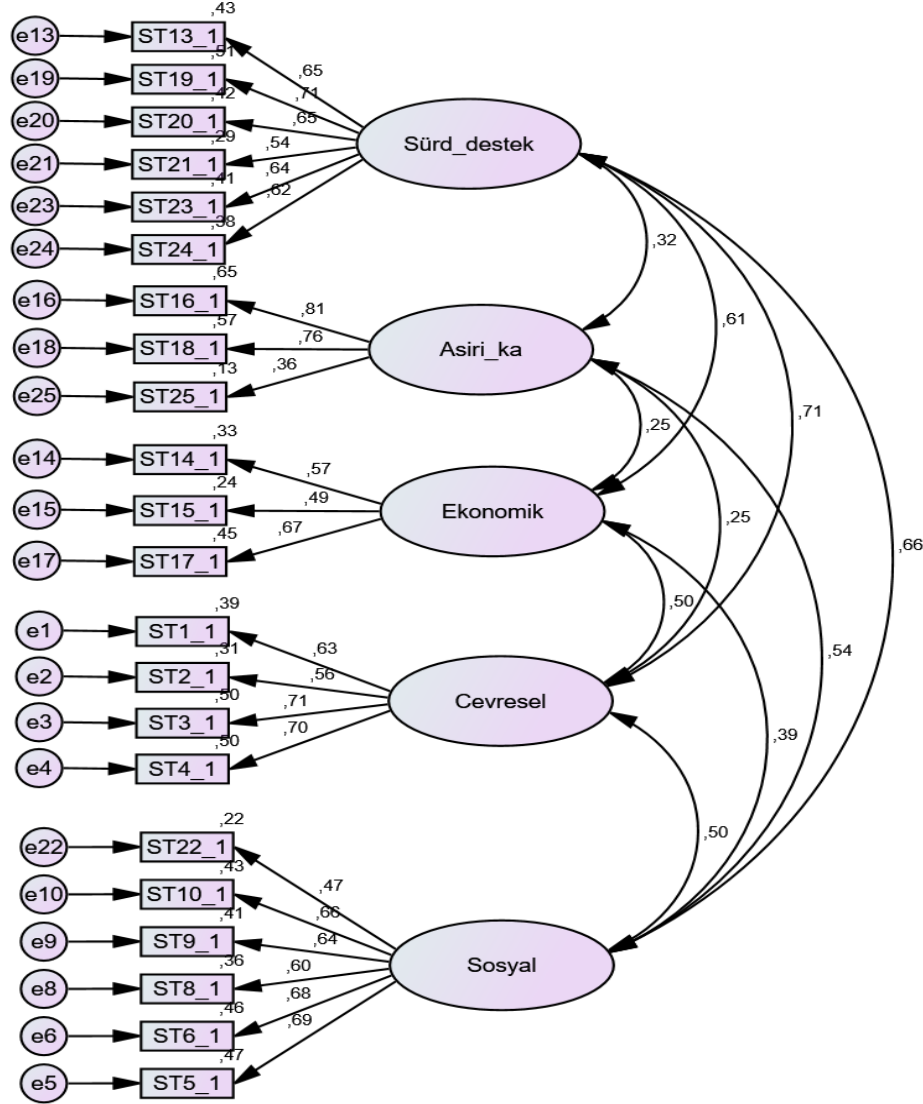 ,43
e13 ST13_1
,65
,51
e19 ST19_1
,71
,42
e20 ST20_1
,65
Sürd_destek
,29
e21 ST21_1
,54
,41
e23 ST23_1
,64
,62
,38
e24 ST24_1
,32
,65
e16 ST16_1
,81
,57
e18 ST18_1
,76
Asiri_ka
,61
,13
e25 ST25_1
,36
,71
,25
,33
e14 ST14_1
,57
,24
e15 ST15_1
,49
Ekonomik
,25
,45
e17 ST17_1
,67
,66
,50
,39
e1 ST1_1
,63
,31
e2 ST2_1
,56
,54
,50
e3 ST3_1
,71
Cevresel
,50
e4 ST4_1
,70
,39
,50
,22
e22 ST22_1
,47
,43
e10 ST10_1
,66
,41
e9 ST9_1
,64
Sosyal
,36
e8 ST8_1
,60
,46
e6 ST6_1
,68
,69
,47
e5 ST5_1